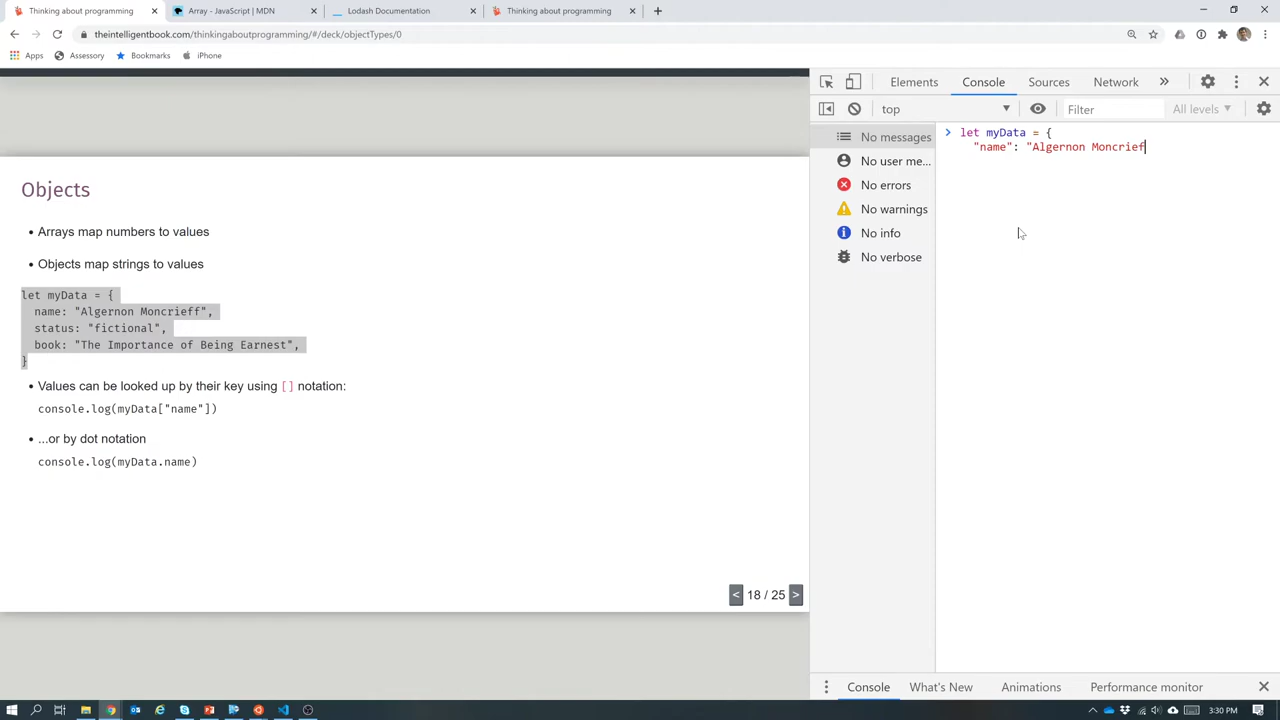 Thinking about programming
Array - JavaScript | MDN
Lodash Documentation
Thinking about programming
theintelligentbook.com/thinkingaboutprogramming/#/deck/objectTypes/0
Apps
Assessory
Bookmarks
iPhone
Elements
Console
Sources
Network
top
Filter
All levels
No messages
No user me...
No errors
No warnings
No info
No verbose
let myData = {
"name": "Algernon Moncrief
Objects
• Arrays map numbers to values
• Objects map strings to values
let myData = {
name: "Algernon Moncrieff",
status: "fictional",
book: "The Importance of Being Earnest",
}
• Values can be looked up by their key using [] notation:
console.log(myData["name"])
• ...or by dot notation
console.log(myData.name)
< 18 / 25 >
Console
What's New
Animations
Performance monitor
3:30 PM